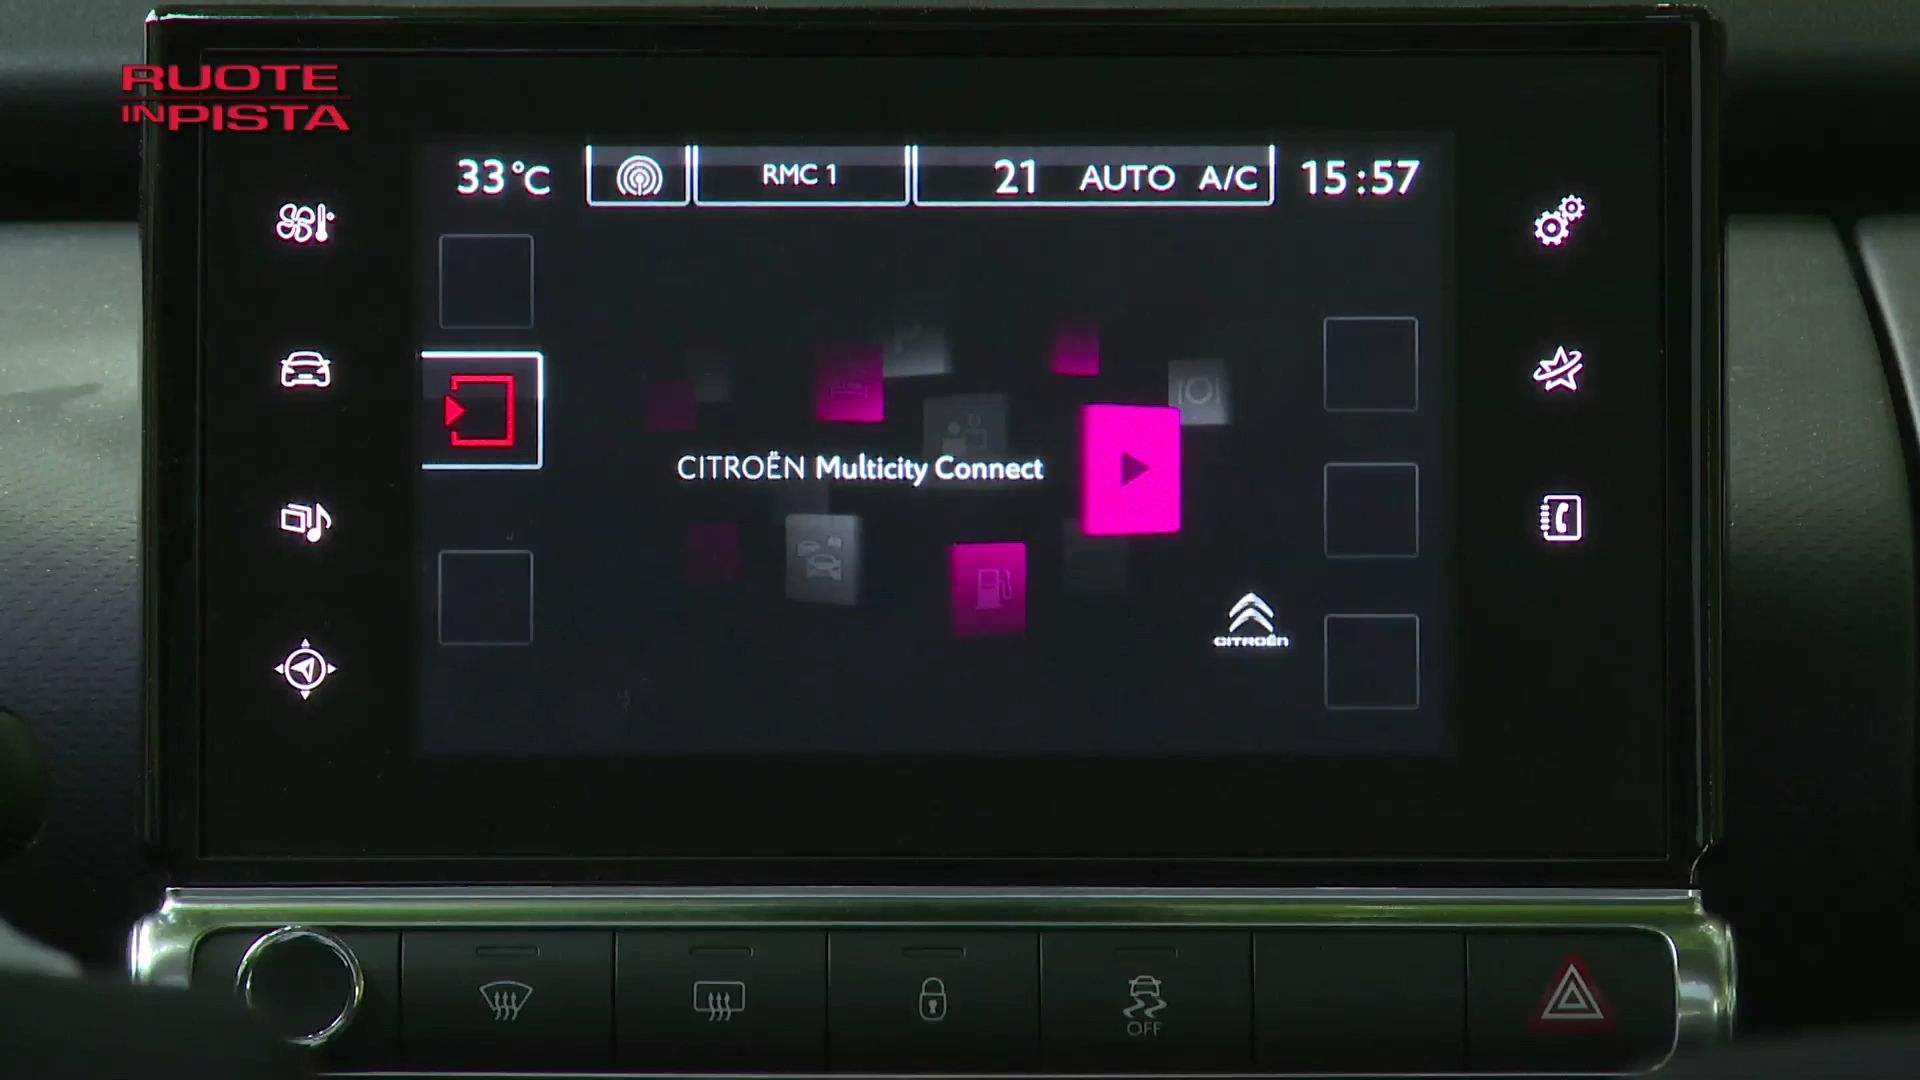 RUOTE
INPISTA
33°C
RMC 1
21 AUTO A/C
15:57
CITROËN Multicity Connect
CITROËN
OFF